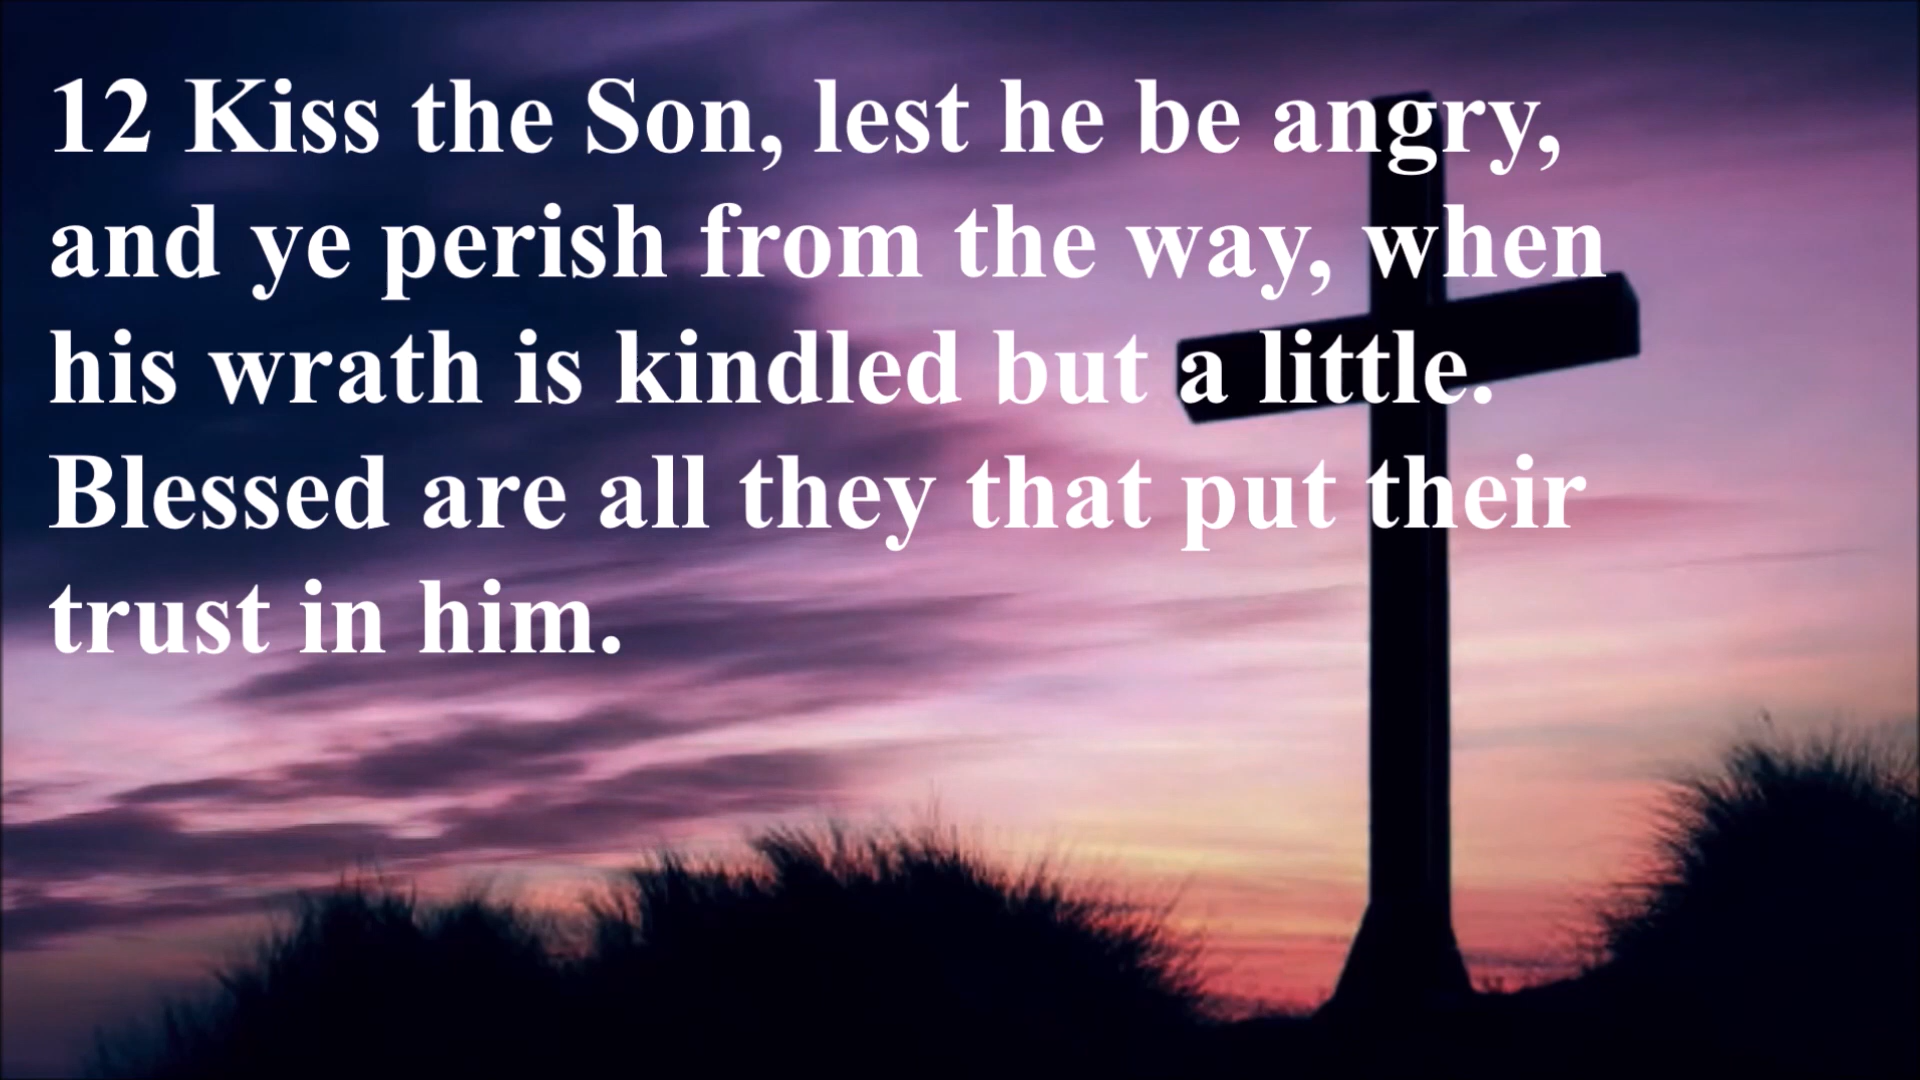 12 Kiss the Son, lest he be angry,
and ye perish from the way, when
his wrath is kindled but a little.
Blessed are all they that put their
trust in him.